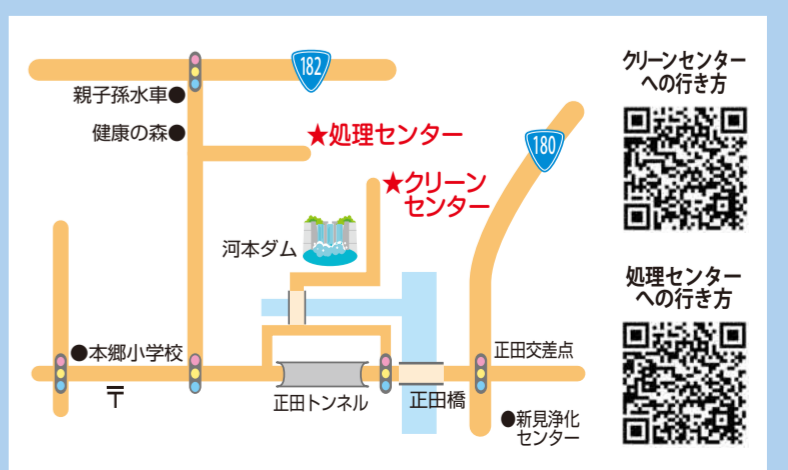 182
親子孫水車●
健康の森●
★処理センター
★クリーン
センター
180
河本ダム
●本郷小学校
〒
正田トンネル
正田橋
正田交差点
●新見浄化
センター
クリーンセンター
への行き方
処理センター
への行き方